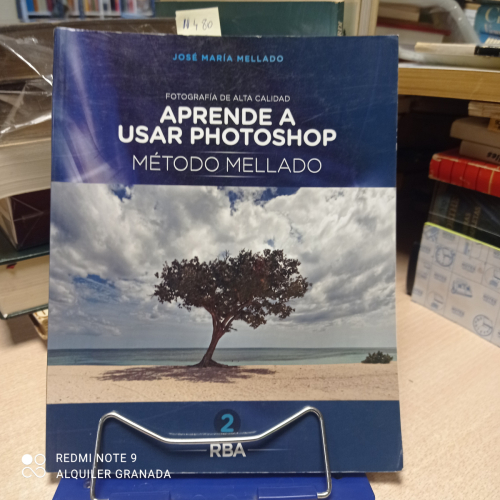 11480
JOSÉ MARÍA MELLADO
FOTOGRAFÍA DE ALTA CALIDAD
APRENDE A
USAR PHOTOSHOP
MÉTODO MELLADO
2
RBA
REDMI NOTE 9
ALQUILER GRANADA